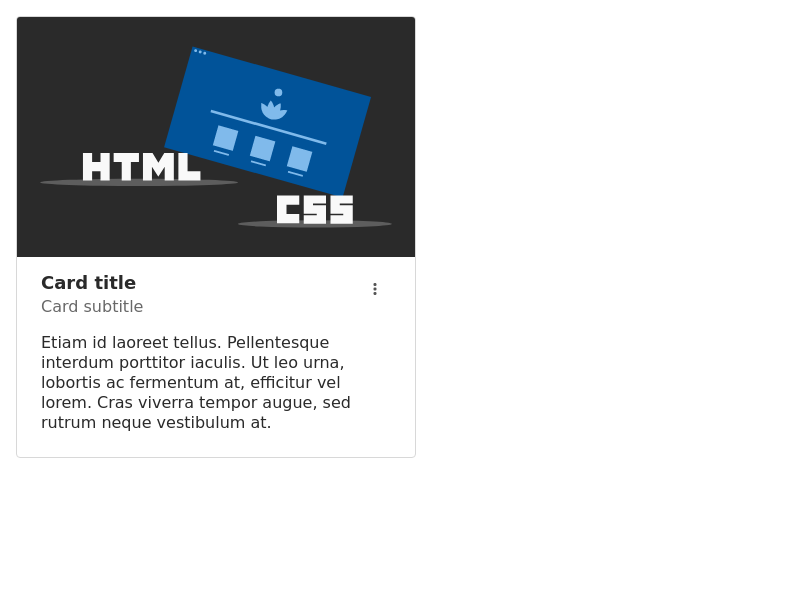 HTML
CSS
Card title
Card subtitle
Etiam id laoreet tellus. Pellentesque
interdum porttitor iaculis. Ut leo urna,
lobortis ac fermentum at, efficitur vel
lorem. Cras viverra tempor augue, sed
rutrum neque vestibulum at.